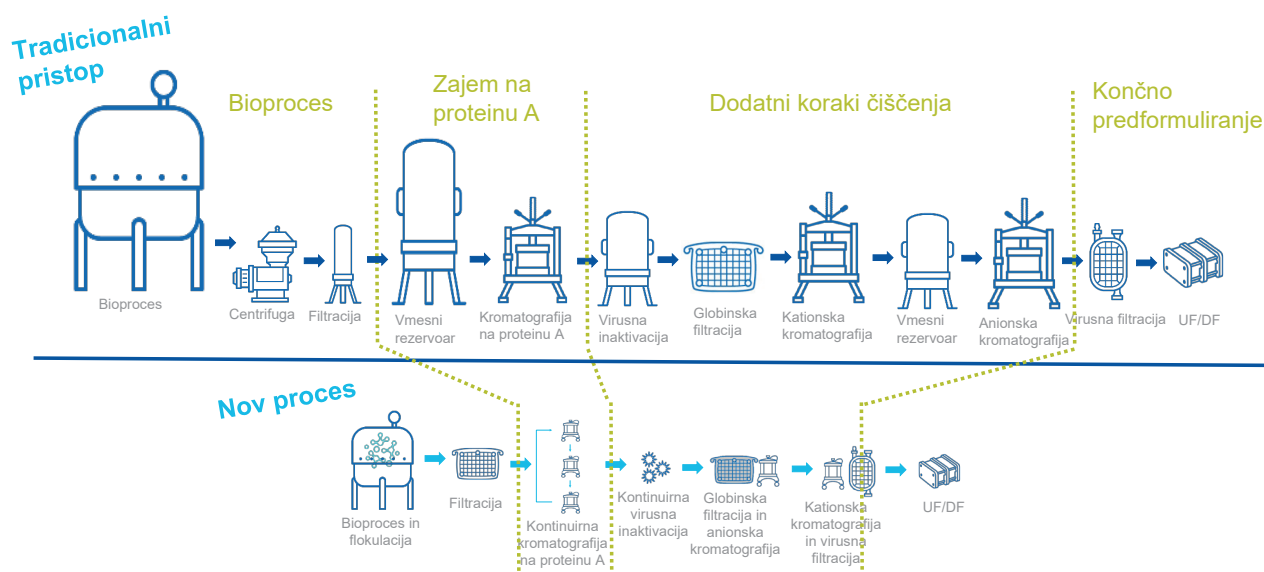 Tradicionalni
pristop
Bioproces
Zajem na
proteinu A
Dodatni koraki čiščenja
Končno
predformuliranje
Bioproces
Centrifuga
Filtracija
Vmesni
rezervoar
Kromatografija
na proteinu A
Virusna
inaktivacija
Globinska
filtracija
Kationska
kromatografija
Vmesni
rezervoar
Anionska
kromatografija
Virusna filtracija
UF/DF
Nov proces
Bioproces in
flokulacija
Filtracija
Kontinuirna
kromatografija
na proteinu A
Kontinuirna
virusna
inaktivacija
Globinska
filtracija in
anionska
kromatografija
Kationska
kromatografija
in virusna
filtracija
UF/DF